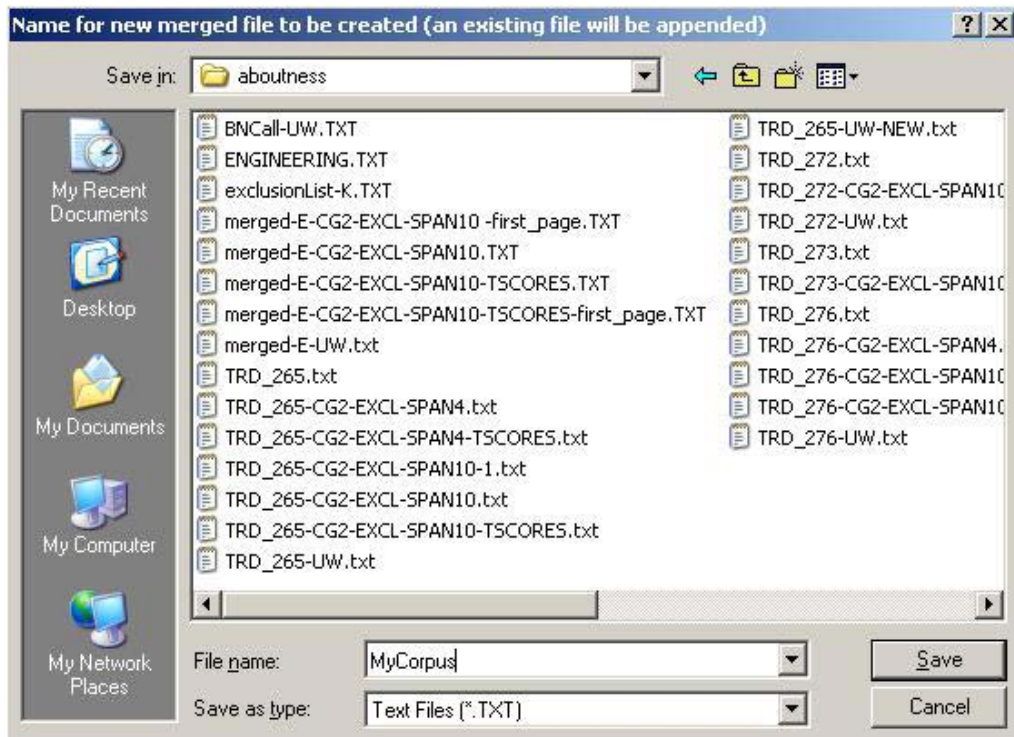 Name for new merged file to be created (an existing file will be appended)
Save in:
aboutness
My Recent Documents
Desktop
My Documents
My Computer
My Network Places
BNCall-UW.TXT
ENGINEERING.TXT
exclusionList-K.TXT
merged-E-CG2-EXCL-SPAN10 -first_page.TXT
merged-E-CG2-EXCL-SPAN10.TXT
merged-E-CG2-EXCL-SPAN10-TSCORES.TXT
merged-E-CG2-EXCL-SPAN10-TSCORES-first_page.TXT
merged-E-UW.txt
TRD_265.txt
TRD_265-CG2-EXCL-SPAN4.txt
TRD_265-CG2-EXCL-SPAN4-TSCORES.txt
TRD_265-CG2-EXCL-SPAN10-1.txt
TRD_265-CG2-EXCL-SPAN10.txt
TRD_265-CG2-EXCL-SPAN10-TSCORES.txt
TRD_265-UW.txt
TRD_265-UW-NEW.txt
TRD_272.txt
TRD_272-CG2-EXCL-SPAN10
TRD_272-UW.txt
TRD_273.txt
TRD_273-CG2-EXCL-SPAN10
TRD_276.txt
TRD_276-CG2-EXCL-SPAN4.
TRD_276-CG2-EXCL-SPAN10
TRD_276-CG2-EXCL-SPAN10
TRD_276-UW.txt
File name:
MyCorpus
Save
Save as type:
Text Files (*.TXT)
Cancel